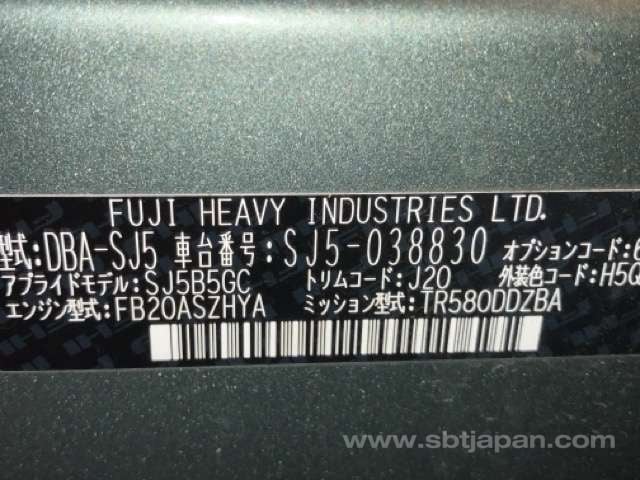 FUJI HEAVY INDUSTRIES LTD.
型式:DBA-SJ5 車台番号:SJ5-038830 オプションコード:6
アプライドモデル:SJ5B5GC トリムコード:J20 外装色コード:H5G
エンジン型式:FB20ASZHYA ミッション型式:TR580DDZBA
www.sbtjapan.com/